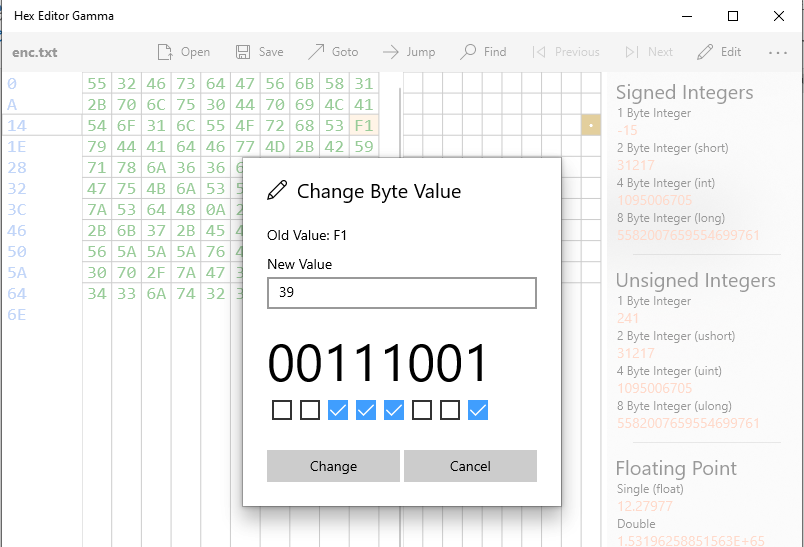 Hex Editor Gamma
enc.txt Open Save Goto Jump Find Previous Next Edit ...
0 55 32 46 73 64 47 56 6B 58 31
A 2B 70 6C 75 30 44 70 69 4C 41
14 54 6F 31 6C 55 4F 72 68 53 F1
1E 79 44 41 64 46 77 4D 2B 42 59
28 71 78 6A 36 36
32 47 75 4B 6A 53
3C 7A 53 64 48 0A
46 2B 6B 37 2B 45
50 56 5A 5A 5A 76
5A 30 70 2F 7A 47
64 34 33 6A 74 32
6E
Change Byte Value
Old Value: F1
New Value
39
00111001
Change Cancel
Signed Integers
1 Byte Integer
-15
2 Byte Integer (short)
31217
4 Byte Integer (int)
1095006705
8 Byte Integer (long)
5582007659554699761
Unsigned Integers
1 Byte Integer
241
2 Byte Integer (ushort)
31217
4 Byte Integer (uint)
1095006705
8 Byte Integer (ulong)
5582007659554699761
Floating Point
Single (float)
12.27977
Double
1.53196258851563E+65